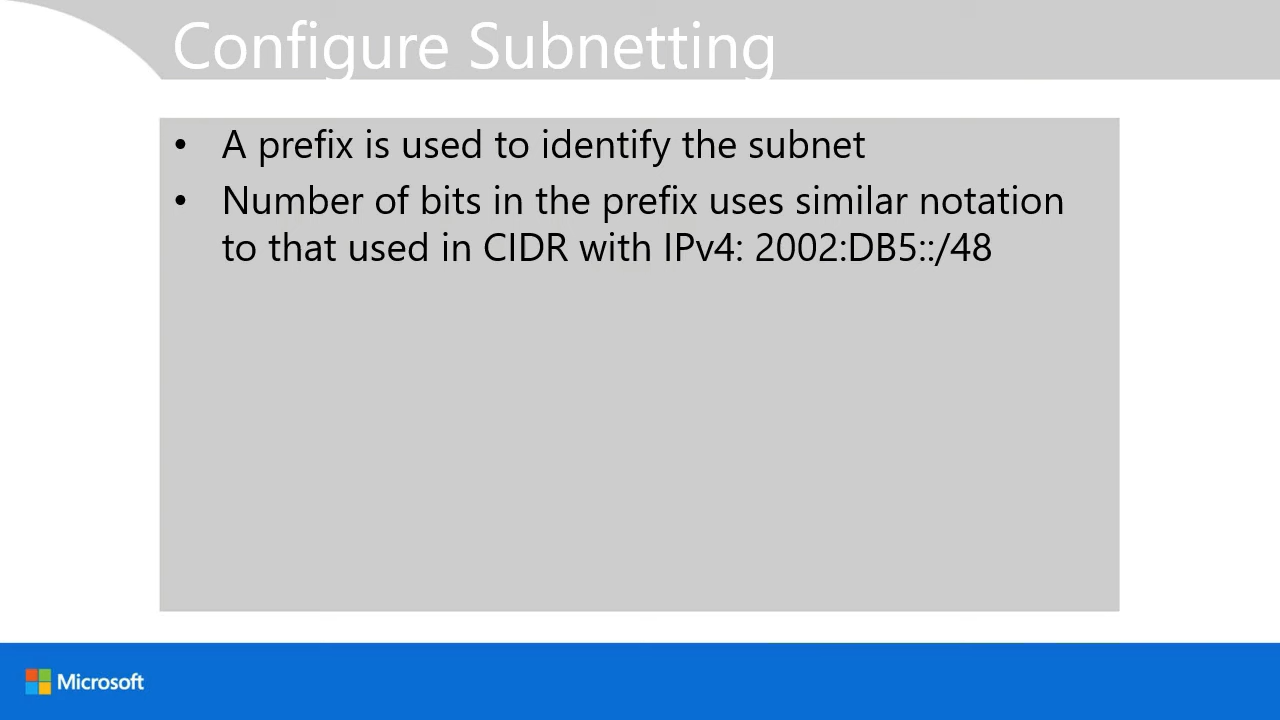 Configure Subnetting
• A prefix is used to identify the subnet
• Number of bits in the prefix uses similar notation
to that used in CIDR with IPv4: 2002:DB5::/48
Microsoft